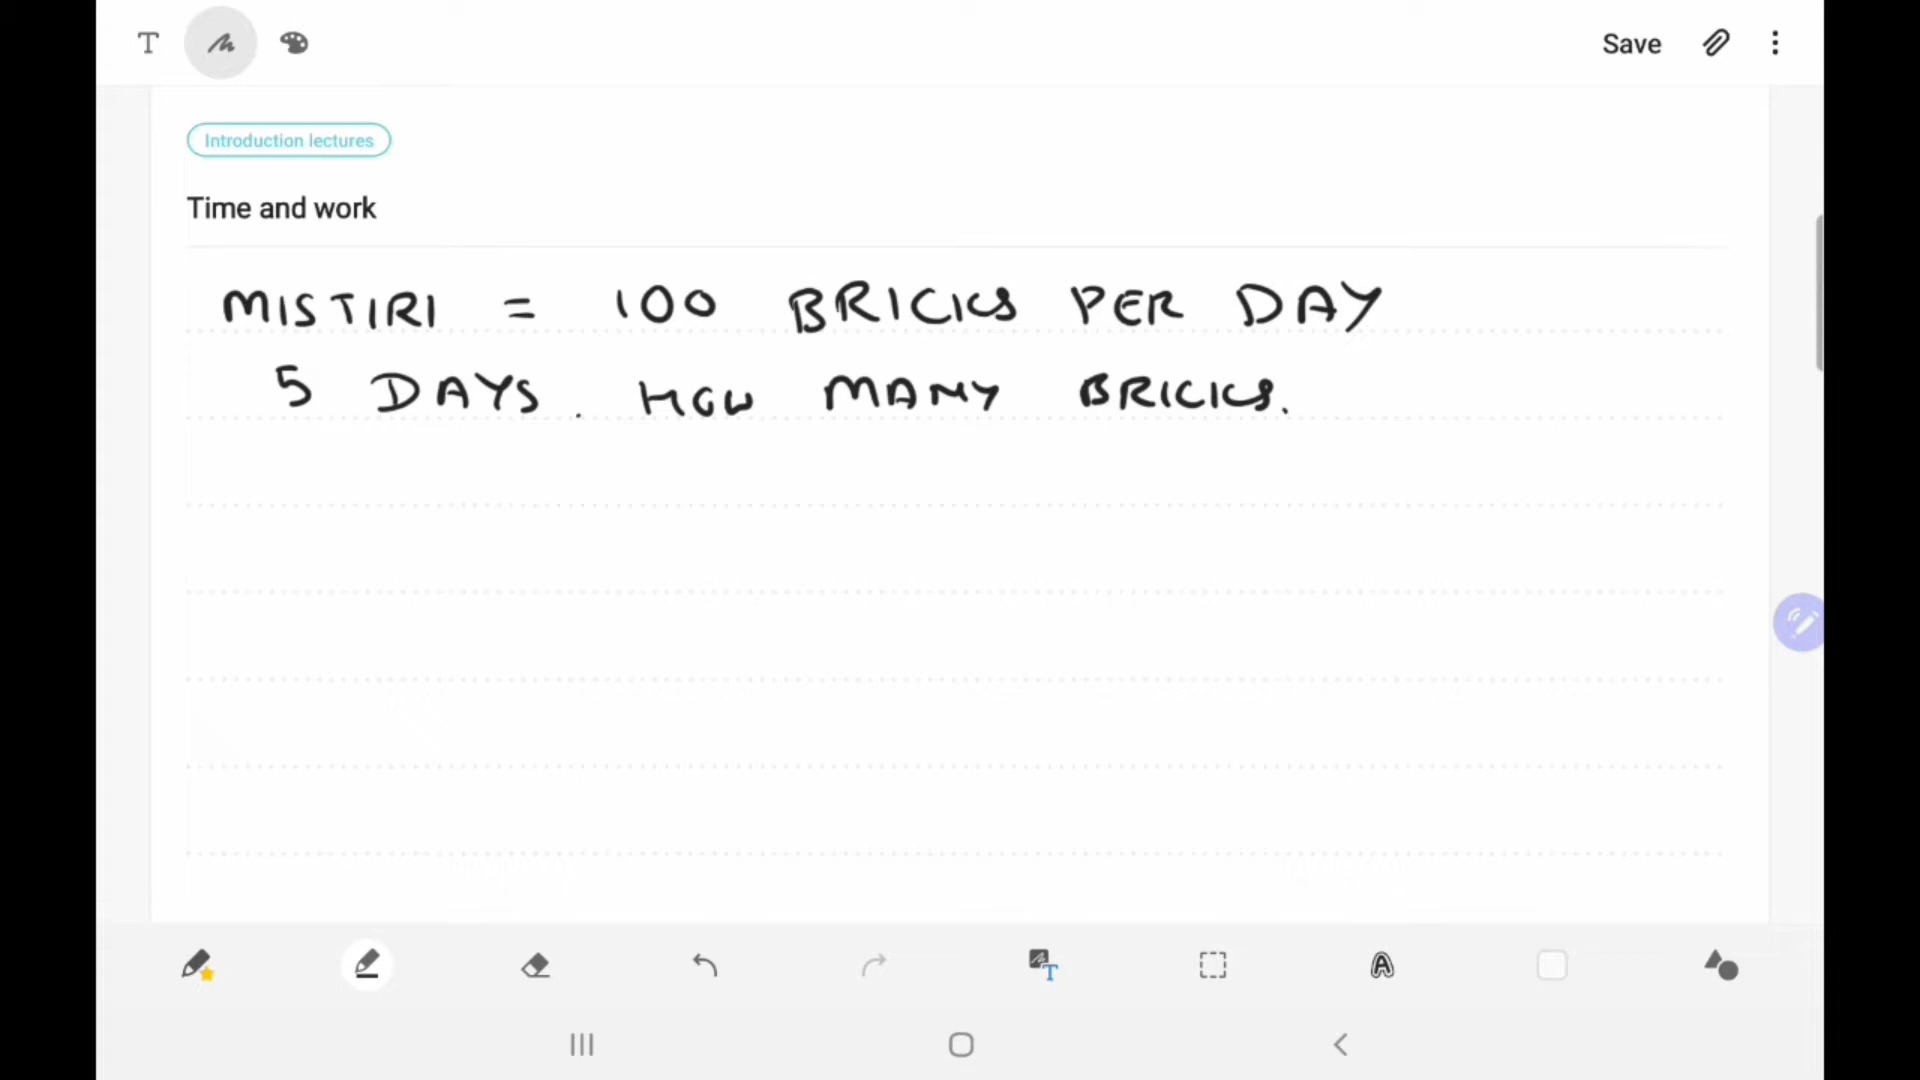 Save
Introduction lectures
Time and work
MISTIRI = 100 BRICKS PER DAY
5 DAYS. HOW MANY BRICKS.